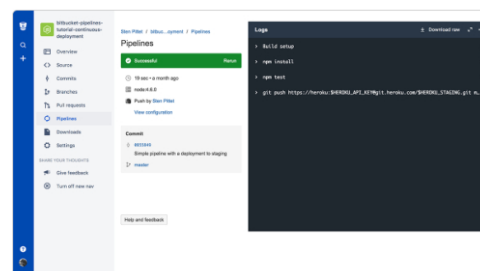 bitbucket-pipelines-
tutorial-continuous-
deployment
Overview
Source
Commits
Branches
Pull requests
Pipelines
Downloads
Settings
SHARE YOUR THOUGHTS
Give feedback
Turn off new nav
Sten Pittet / bitbuc...opment / Pipelines
Pipelines
Successful Rerun
19 sec • a month ago
node:4.6.0
Push by Sten Pittet
View configuration
Commit
Simple pipeline with a deployment to staging
master
Help and feedback
Logs Download raw
> Build setup
> npm install
> npm test
> git push https://heroku:$HEROKU_API_KEY@git.heroku.com/$HEROKU_STAGING.git m…